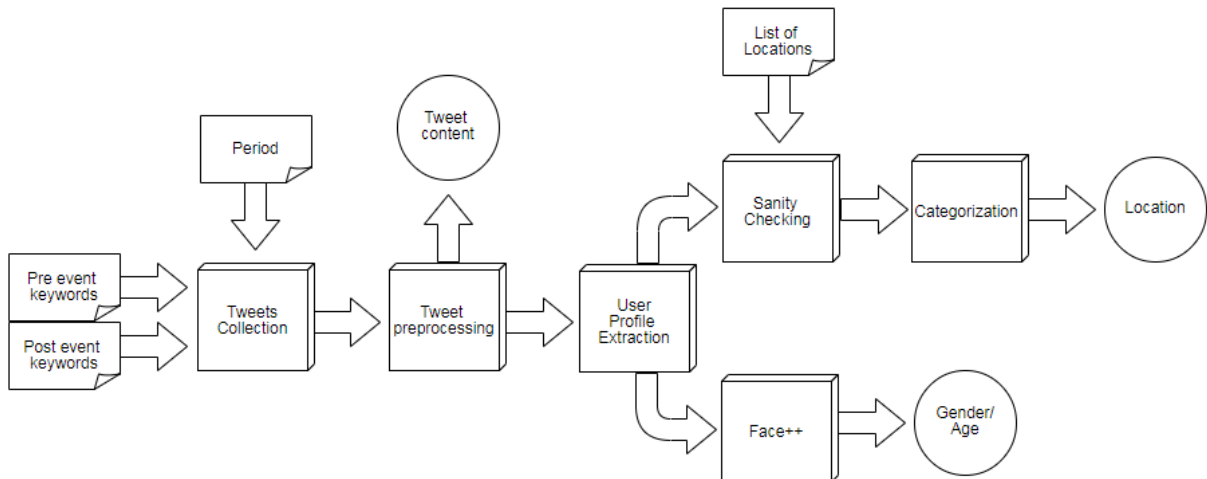 List of
Locations
Tweet
content
Period
Sanity
Checking
Categorization
Location
Pre event
keywords
Post event
keywords
Tweets
Collection
Tweet
preprocessing
User
Profile
Extraction
Face++
Gender/
Age